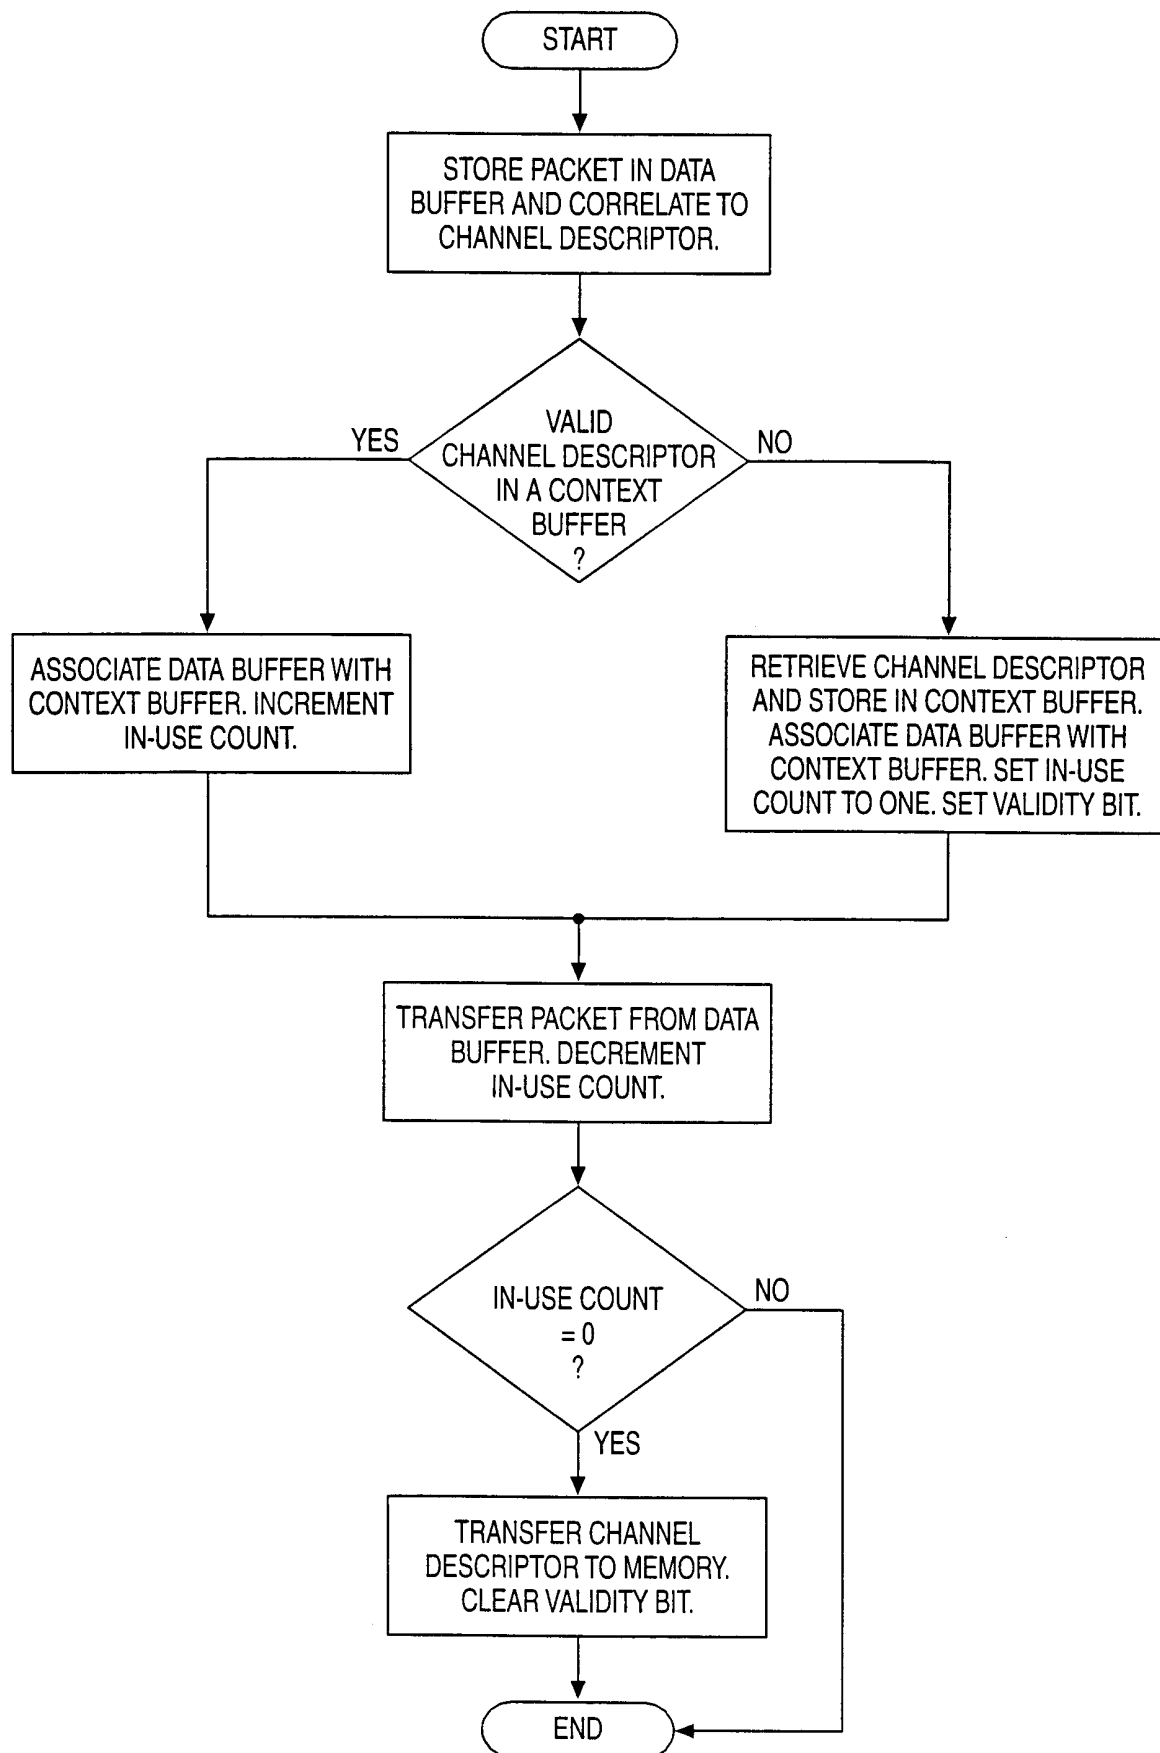 START
STORE PACKET IN DATA
BUFFER AND CORRELATE TO
CHANNEL DESCRIPTOR.
VALID
CHANNEL DESCRIPTOR
IN A CONTEXT
BUFFER
?
YES
NO
ASSOCIATE DATA BUFFER WITH
CONTEXT BUFFER. INCREMENT
IN-USE COUNT.
RETRIEVE CHANNEL DESCRIPTOR
AND STORE IN CONTEXT BUFFER.
ASSOCIATE DATA BUFFER WITH
CONTEXT BUFFER. SET IN-USE
COUNT TO ONE. SET VALIDITY BIT.
TRANSFER PACKET FROM DATA
BUFFER. DECREMENT
IN-USE COUNT.
IN-USE COUNT
= 0
?
NO
YES
TRANSFER CHANNEL
DESCRIPTOR TO MEMORY.
CLEAR VALIDITY BIT.
END